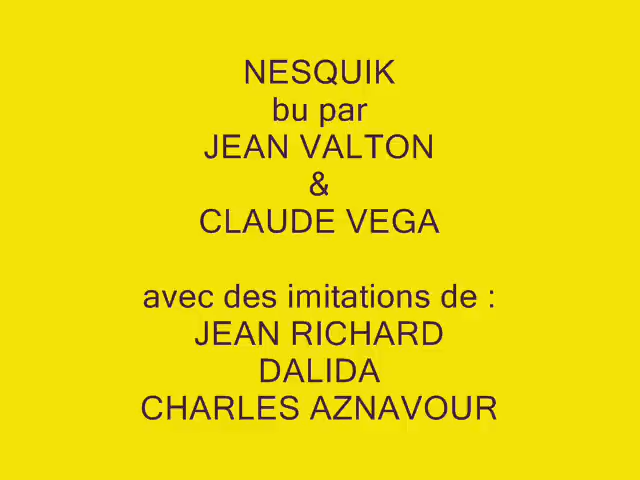 NESQUIK
bu par
JEAN VALTON
&
CLAUDE VEGA
avec des imitations de :
JEAN RICHARD
DALIDA
CHARLES AZNAVOUR